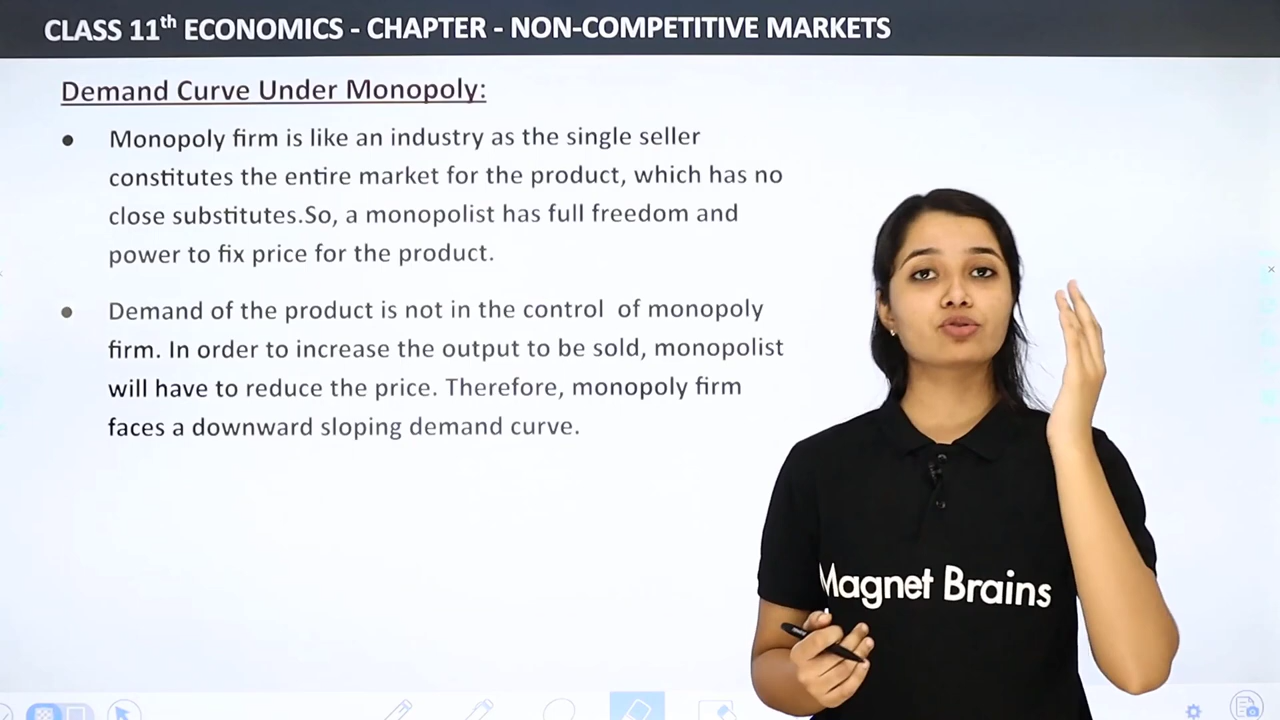 CLASS 11th ECONOMICS - CHAPTER - NON-COMPETITIVE MARKETS
Demand Curve Under Monopoly:
● Monopoly firm is like an industry as the single seller
constitutes the entire market for the product, which has no
close substitutes.So, a monopolist has full freedom and
power to fix price for the product.
● Demand of the product is not in the control of monopoly
firm. In order to increase the output to be sold, monopolist
will have to reduce the price. Therefore, monopoly firm
faces a downward sloping demand curve.
Magnet Brains